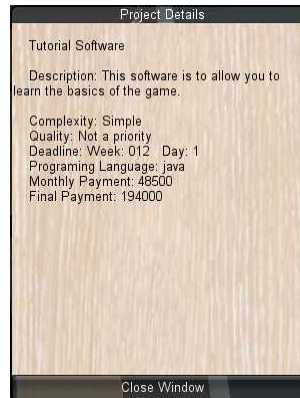 Project Details
Tutorial Software
Description: This software is to allow you to
learn the basics of the game.
Complexity: Simple
Quality: Not a priority
Deadline: Week: 012 Day: 1
Programing Language: java
Monthly Payment: 48500
Final Payment: 194000
Close Window